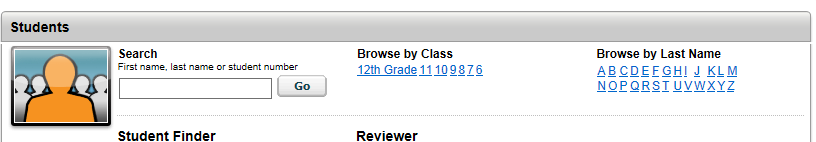 Students
Search
First name, last name or student number
Go
Browse by Class
12th Grade 11 10 9 8 7 6
Browse by Last Name
A B C D E F G H I J K L M
N O P Q R S T U V W X Y Z
Student Finder
Reviewer